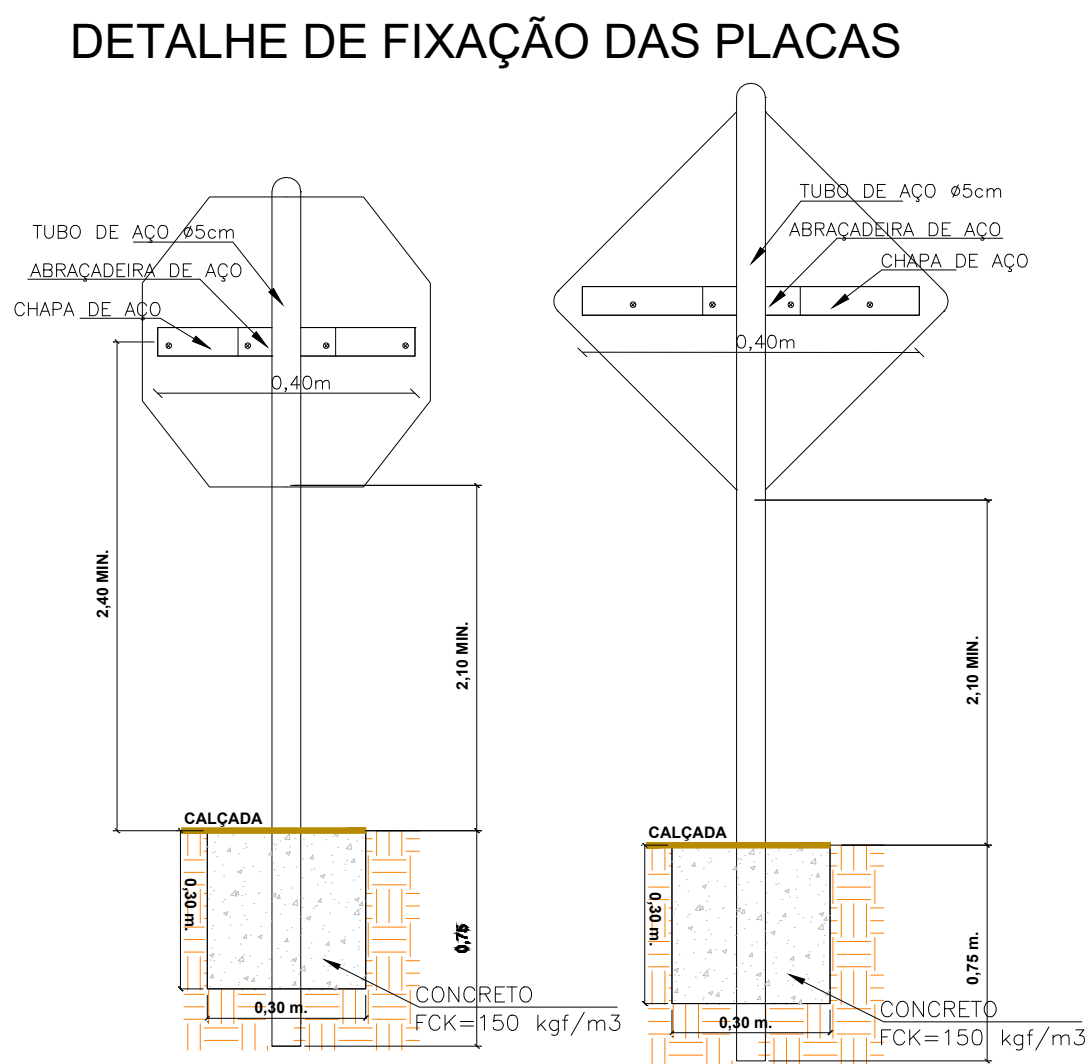 DETALHE DE FIXAÇÃO DAS PLACAS
TUBO DE AÇO ø5cm
ABRAÇADEIRA DE AÇO
CHAPA DE AÇO
0,40m
2,40 MIN.
2,10 MIN.
CALÇADA
0,30 m.
0,30 m.
CONCRETO
FCK=150 kgf/m3
TUBO DE AÇO ø5cm
ABRAÇADEIRA DE AÇO
CHAPA DE AÇO
0,40m
2,10 MIN.
CALÇADA
0,30 m.
0,75 m.
0,30 m.
CONCRETO
FCK=150 kgf/m3